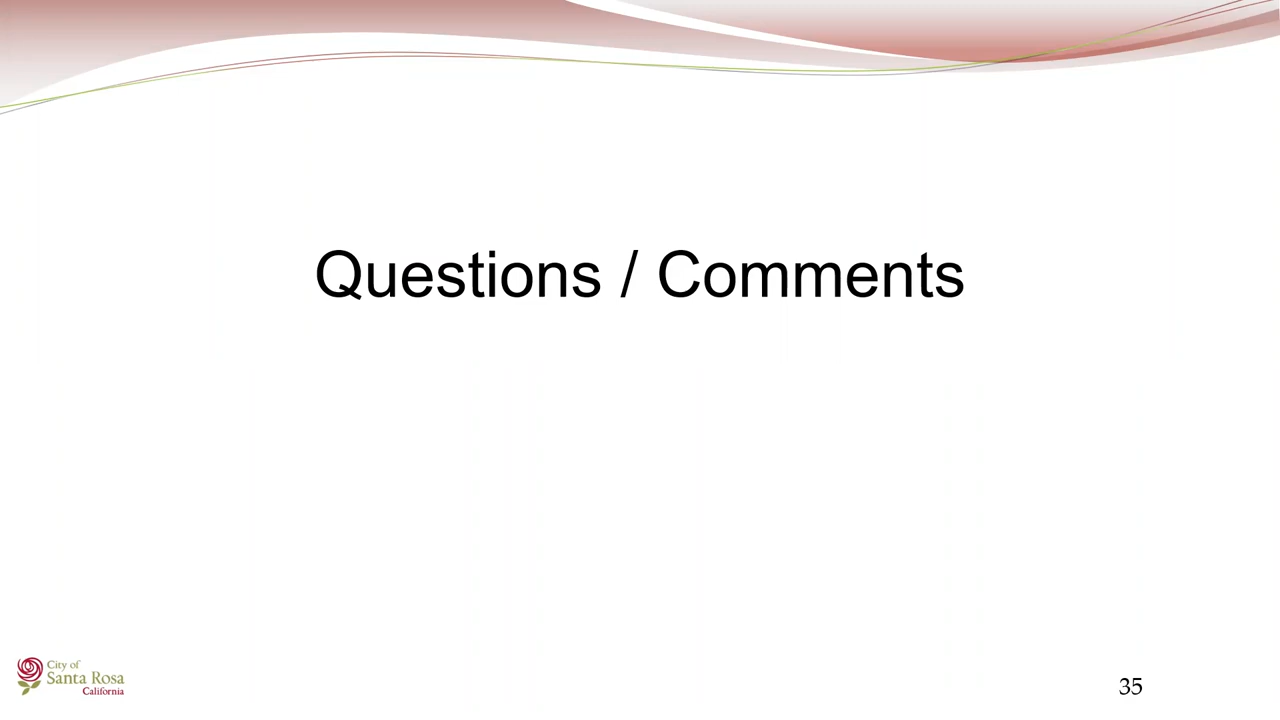 Questions / Comments
City of
Santa Rosa
California
35